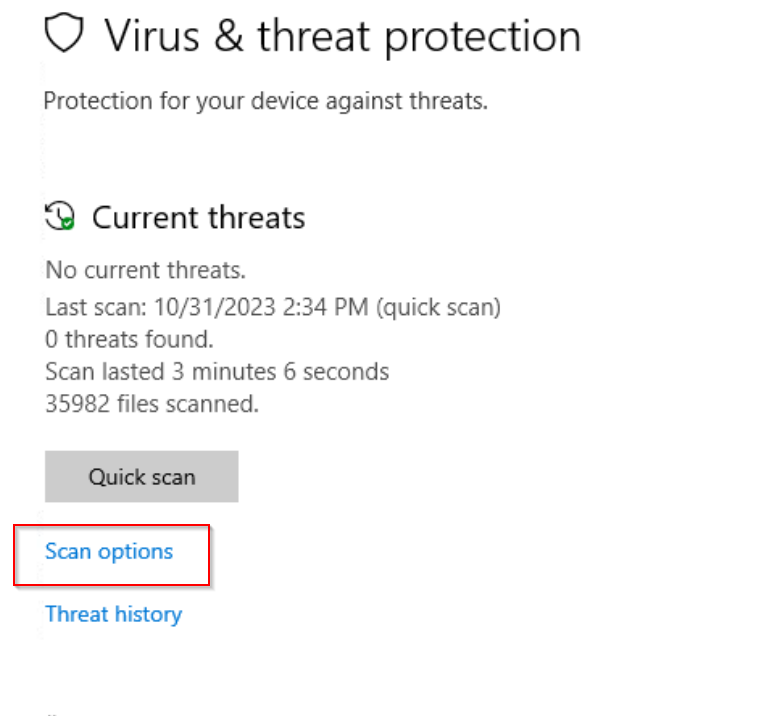 Virus & threat protection
Protection for your device against threats.
Current threats
No current threats.
Last scan: 10/31/2023 2:34 PM (quick scan)
0 threats found.
Scan lasted 3 minutes 6 seconds
35982 files scanned.
Quick scan
Scan options
Threat history